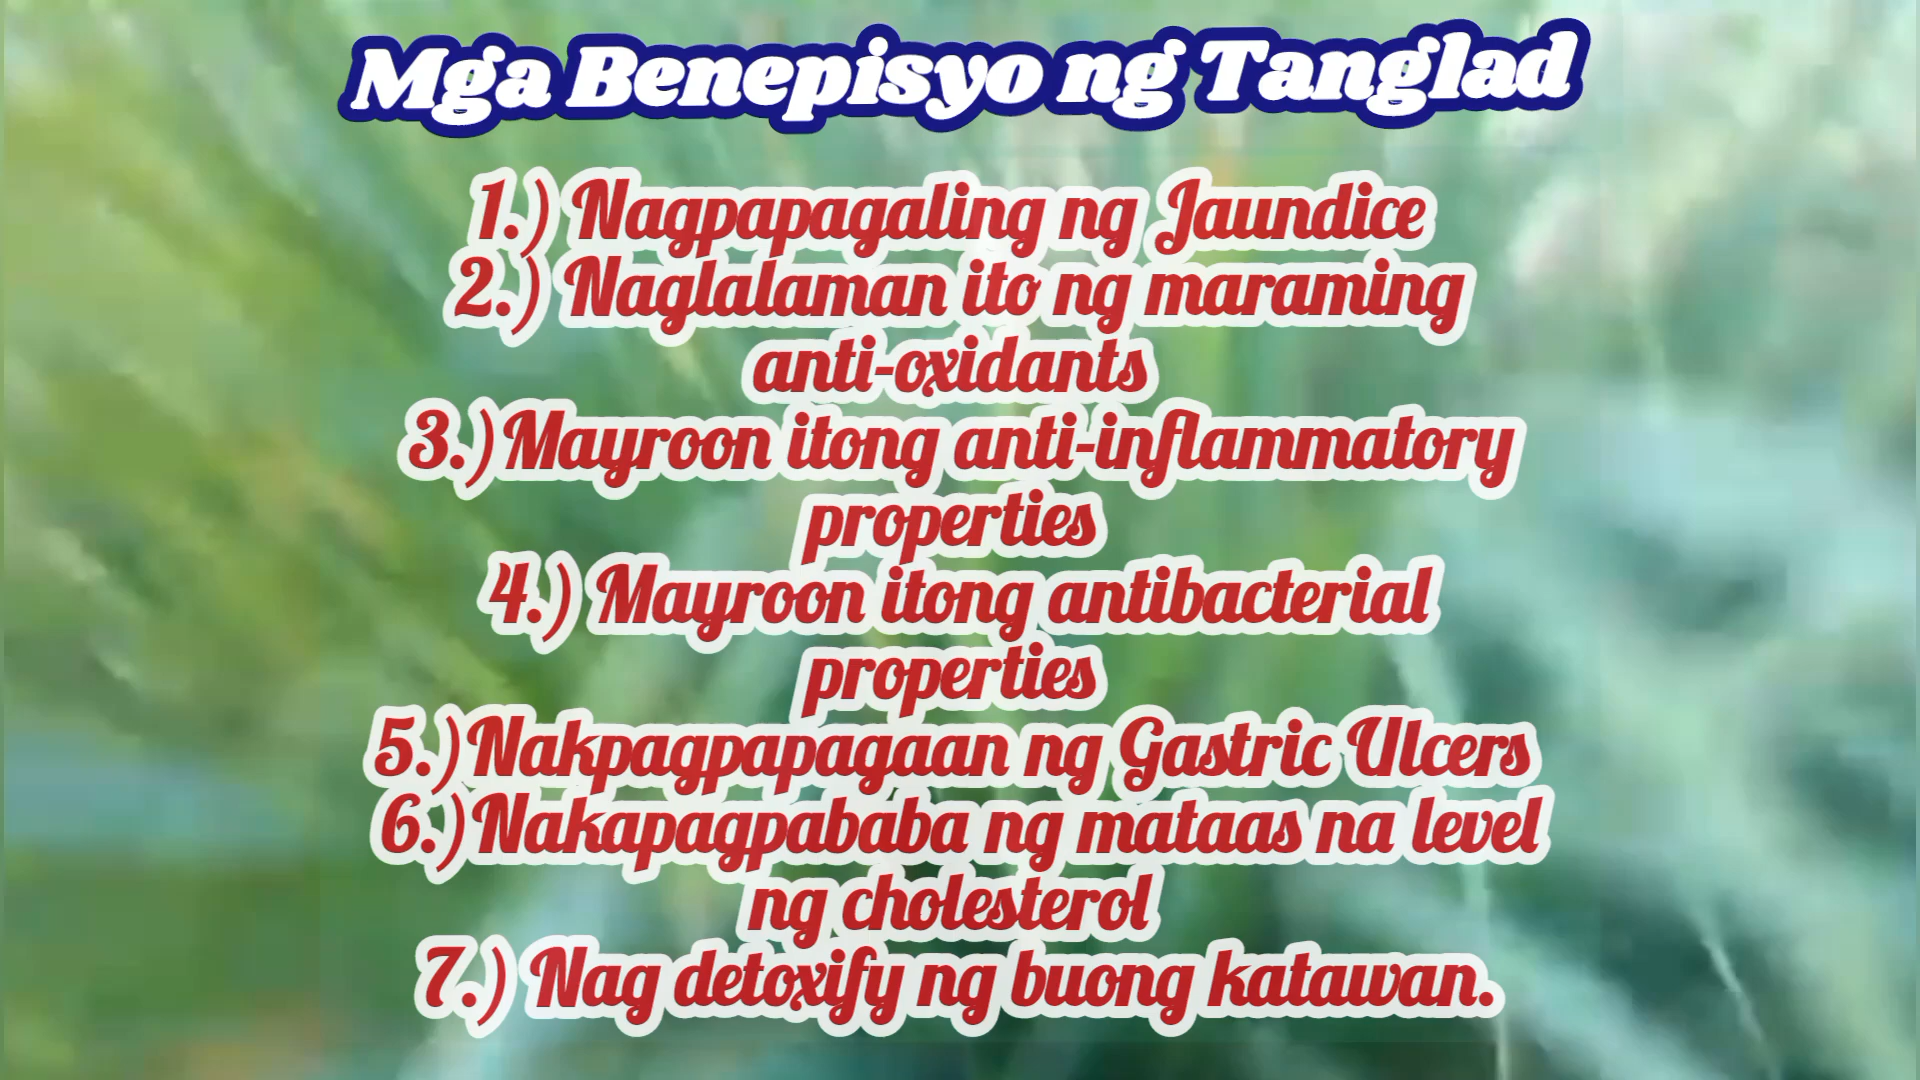 Mga Benepisyo ng Tanglad
1.) Nagpapagaling ng Jaundice
2.) Naglalaman ito ng maraming
anti-oxidants
3.)Mayroon itong anti-inflammatory
properties
4.) Mayroon itong antibacterial
properties
5.)Nakpagpapagaan ng Gastric Ulcers
6.)Nakapagpababa ng mataas na level
ng cholesterol
7.) Nag detoxify ng buong katawan.